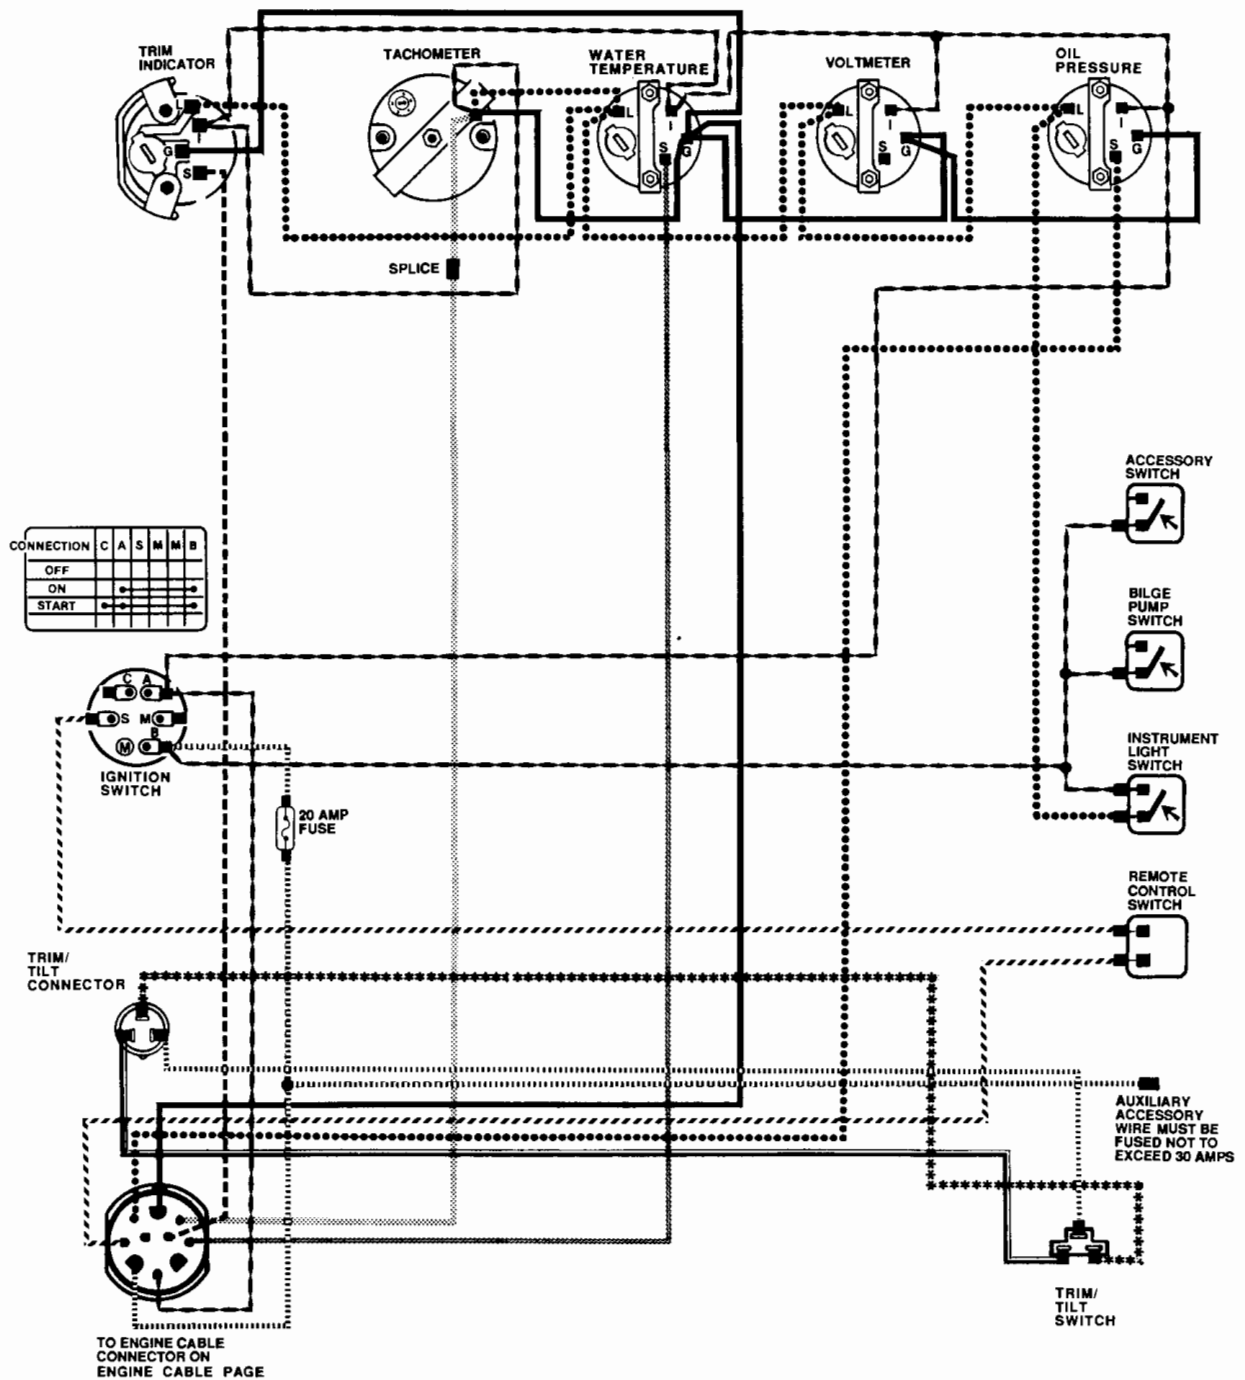 TRIM
INDICATOR
TACHOMETER
WATER
TEMPERATURE
VOLTMETER
OIL
PRESSURE
L
I
G
S
L
I
S
G
L
I
S
G
L
I
S
G
SPLICE
ACCESSORY
SWITCH
CONNECTION C A S M M B
OFF
ON
START
BILGE
PUMP
SWITCH
C A
S M
B
M
IGNITION
SWITCH
INSTRUMENT
LIGHT
SWITCH
20 AMP
FUSE
REMOTE
CONTROL
SWITCH
TRIM/
TILT
CONNECTOR
AUXILIARY
ACCESSORY
WIRE MUST BE
FUSED NOT TO
EXCEED 30 AMPS
TRIM/
TILT
SWITCH
TO ENGINE CABLE
CONNECTOR ON
ENGINE CABLE PAGE